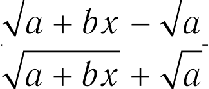 √a + bx − √a
√a + bx + √a